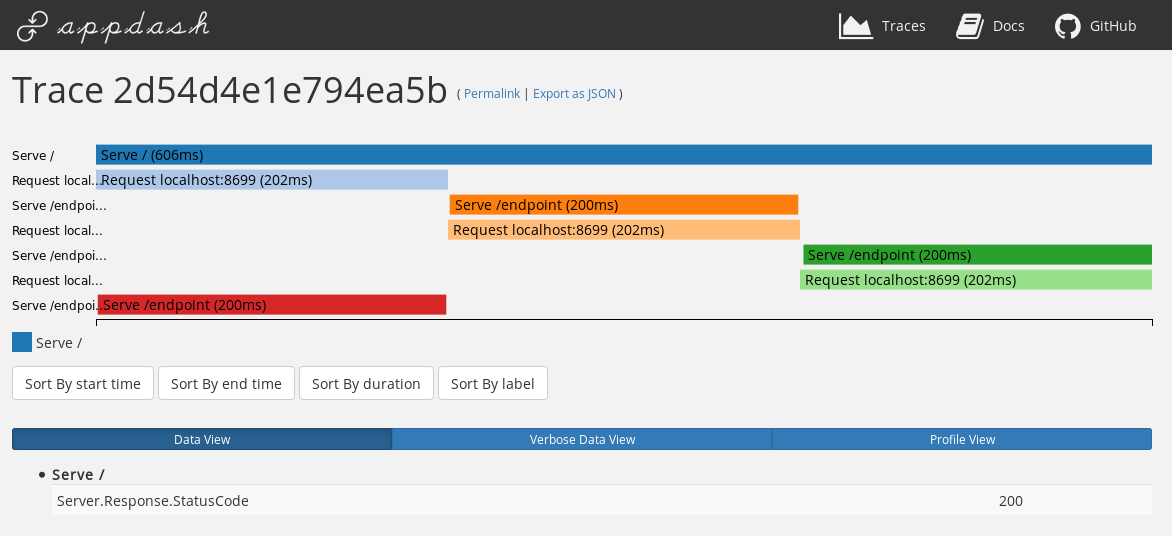 appdash Traces Docs GitHub
Trace 2d54d4e1e794ea5b ( Permalink | Export as JSON )
Serve / Serve / (606ms)
Request local... Request localhost:8699 (202ms)
Serve /endpoi... Serve /endpoint (200ms)
Request local... Request localhost:8699 (202ms)
Serve /endpoi... Serve /endpoint (200ms)
Request local... Request localhost:8699 (202ms)
Serve /endpoi... Serve /endpoint (200ms)
Serve /
Sort By start time Sort By end time Sort By duration Sort By label
Data View Verbose Data View Profile View
• Serve /
Server.Response.StatusCode 200